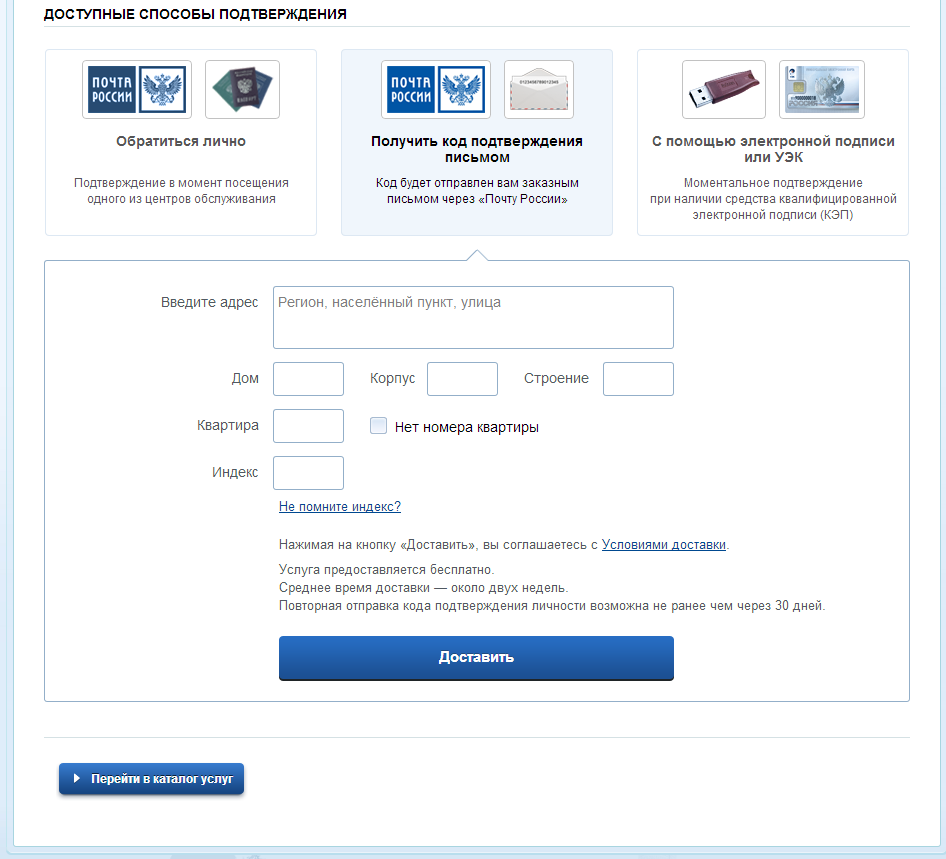 ДОСТУПНЫЕ СПОСОБЫ ПОДТВЕРЖДЕНИЯ
ПОЧТА
РОССИИ
Обратиться лично
Подтверждение в момент посещения
одного из центров обслуживания
ПОЧТА
РОССИИ
Получить код подтверждения
письмом
Код будет отправлен вам заказным
письмом через «Почту России»
С помощью электронной подписи
или УЭК
Моментальное подтверждение
при наличии средства квалифицированной
электронной подписи (КЭП)
Введите адрес
Регион, населённый пункт, улица
Дом Корпус Строение
Квартира Нет номера квартиры
Индекс
Не помните индекс?
Нажимая на кнопку «Доставить», вы соглашаетесь с Условиями доставки.
Услуга предоставляется бесплатно.
Среднее время доставки — около двух недель.
Повторная отправка кода подтверждения личности возможна не ранее чем через 30 дней.
Доставить
Перейти в каталог услуг